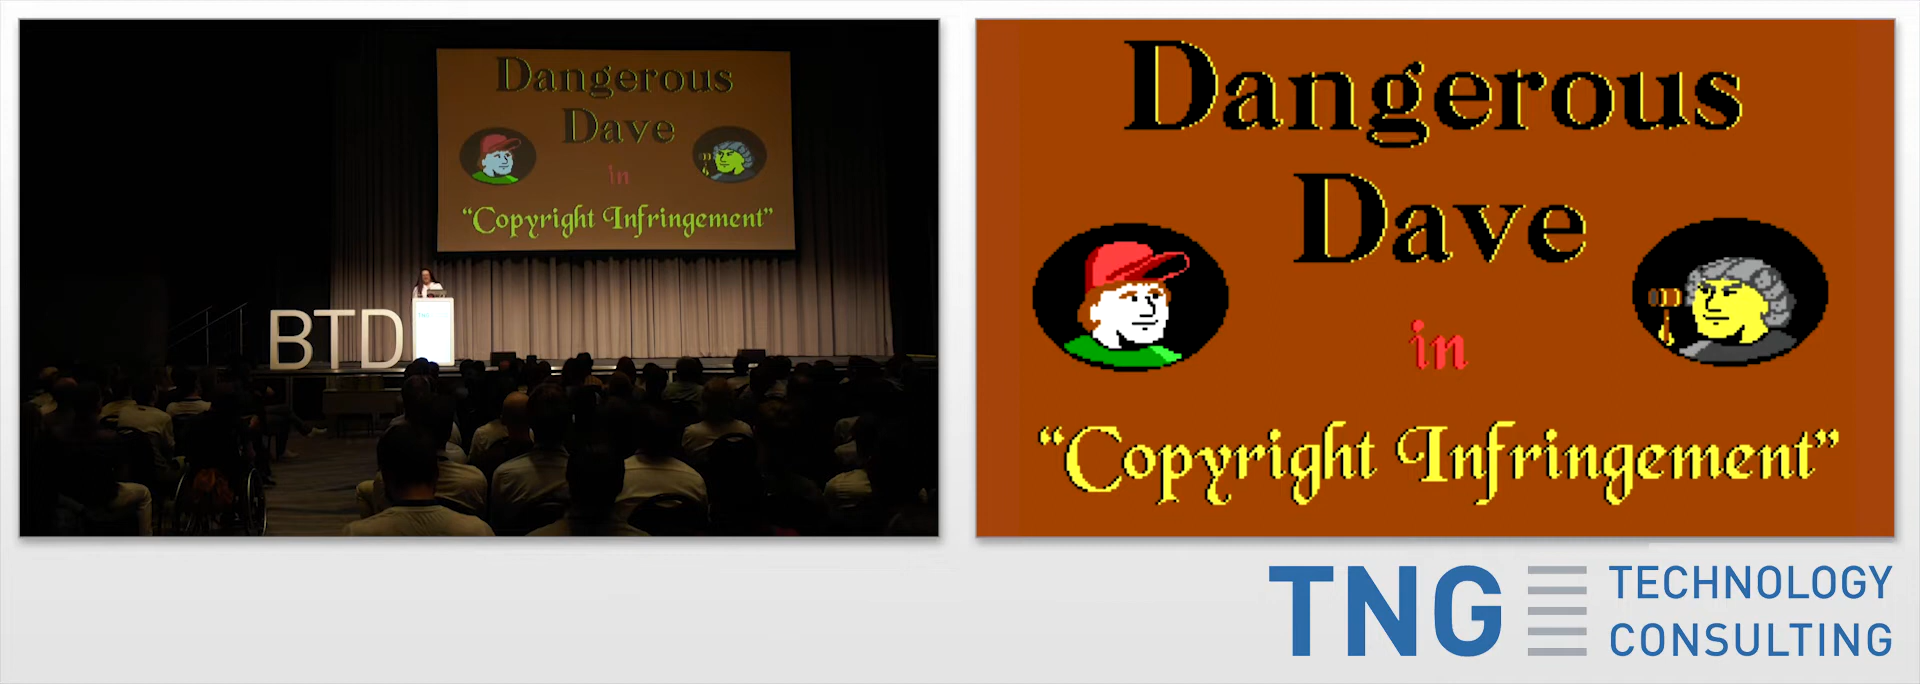 Dangerous
Dave
in
“Copyright Infringement”
BTD
Dangerous
Dave
in
“Copyright Infringement”
TNG TECHNOLOGY
CONSULTING